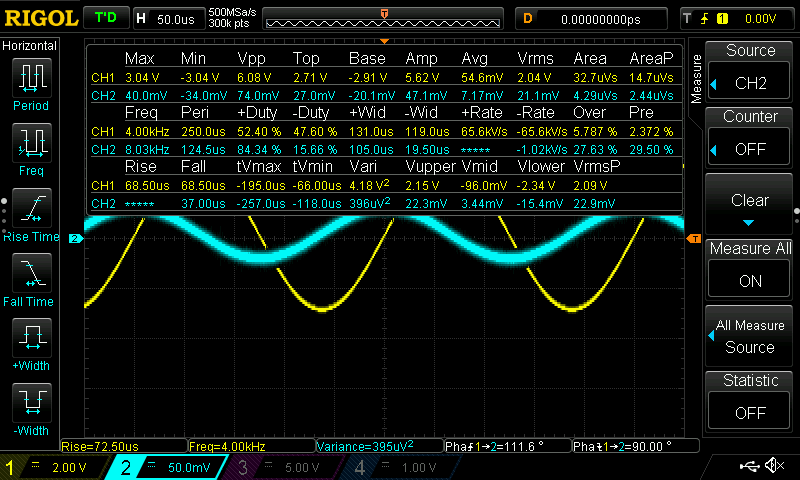 RIGOL T'D H 50.0us 500MSa/s D 0.00000000ps T 1 0.00V
300k pts
T
Horizontal
Period
Freq
Rise Time
Fall Time
+Width
-Width
Max Min Vpp Top Base Amp Avg Vrms Area AreaP
CH1 3.04 V -3.04 V 6.08 V 2.71 V -2.91 V 5.62 V 54.6mV 2.04 V 32.7uVs 14.7uVs
CH2 40.0mV -34.0mV 74.0mV 27.0mV -20.1mV 47.1mV 7.17mV 21.1mV 4.29uVs 2.44uVs
Freq Peri +Duty -Duty +Wid -Wid +Rate -Rate Over Pre
CH1 4.00kHz 250.0us 52.40 % 47.60 % 131.0us 119.0us 65.6kV/s -65.6kV/s 5.787 % 2.372 %
CH2 8.03kHz 124.5us 84.34 % 15.66 % 105.0us 19.50us ***** -1.02kV/s 27.63 % 29.50 %
Rise Fall tVmax tVmin Vari Vupper Vmid Vlower VrmsP
CH1 68.50us 68.50us -195.0us -66.00us 4.18 V² 2.15 V -96.0mV -2.34 V 2.09 V
CH2 ***** 37.00us -257.0us -118.0us 396uV² 22.3mV 3.44mV -15.4mV 22.9mV
2
T
Measure
Source
CH2
Counter
OFF
Clear
Measure All
ON
All Measure
Source
Statistic
OFF
Rise=72.50us Freq=4.00kHz Variance=395uV² Pha1→2=111.6 ° Pha1→2=90.00 °
1 2.00 V 2 50.0mV 3 5.00 V 4 1.00 V